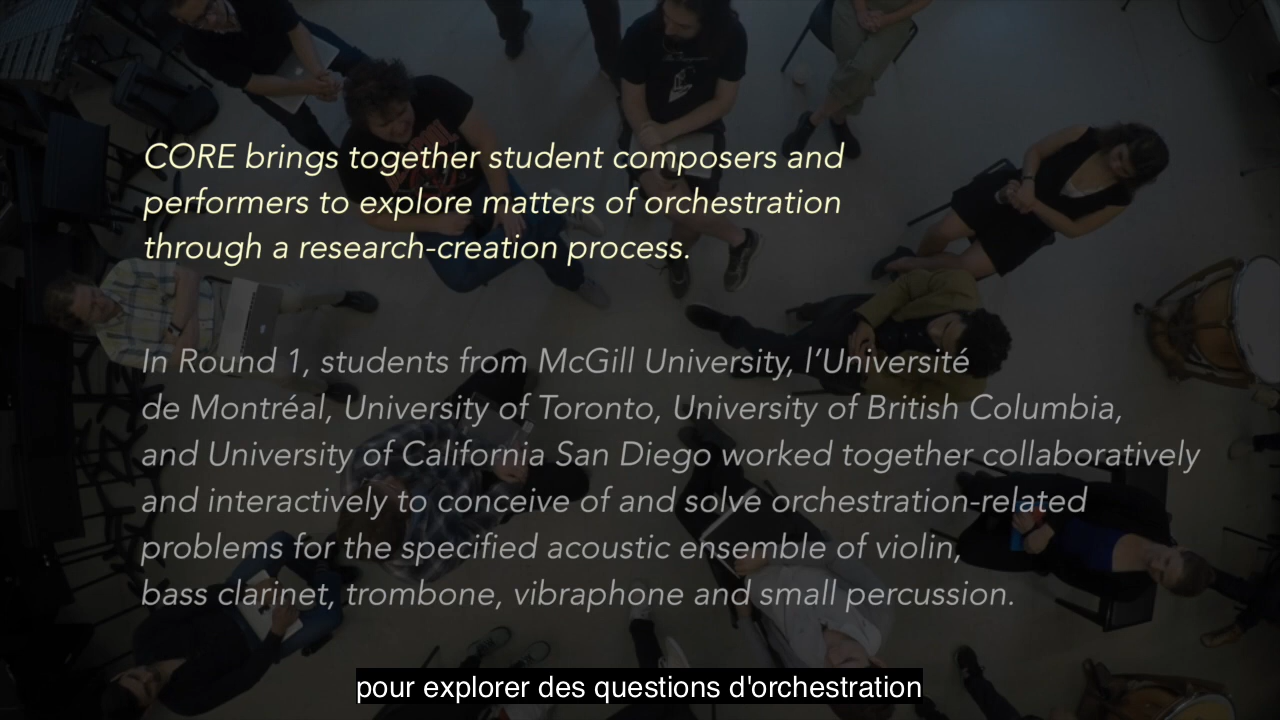 CORE brings together student composers and
performers to explore matters of orchestration
through a research-creation process.
In Round 1, students from McGill University, l’Université
de Montréal, University of Toronto, University of British Columbia,
and University of California San Diego worked together collaboratively
and interactively to conceive of and solve orchestration-related
problems for the specified acoustic ensemble of violin,
bass clarinet, trombone, vibraphone and small percussion.
pour explorer des questions d'orchestration